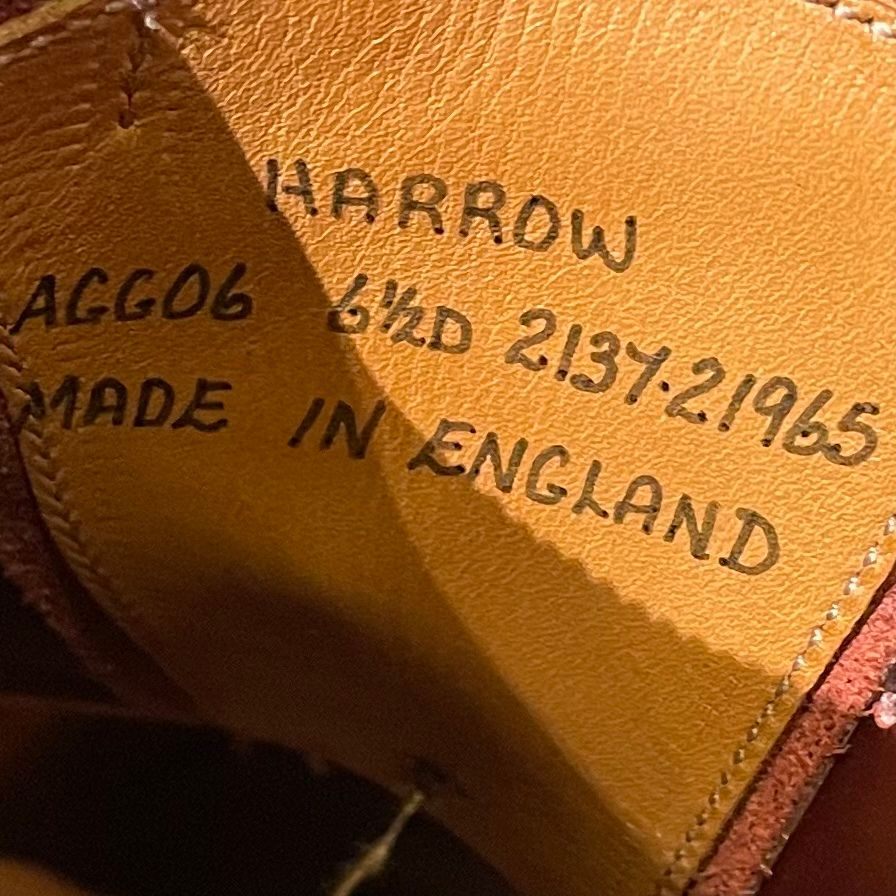 HARROW
AGG06 6½D 2137·21965
MADE IN ENGLAND